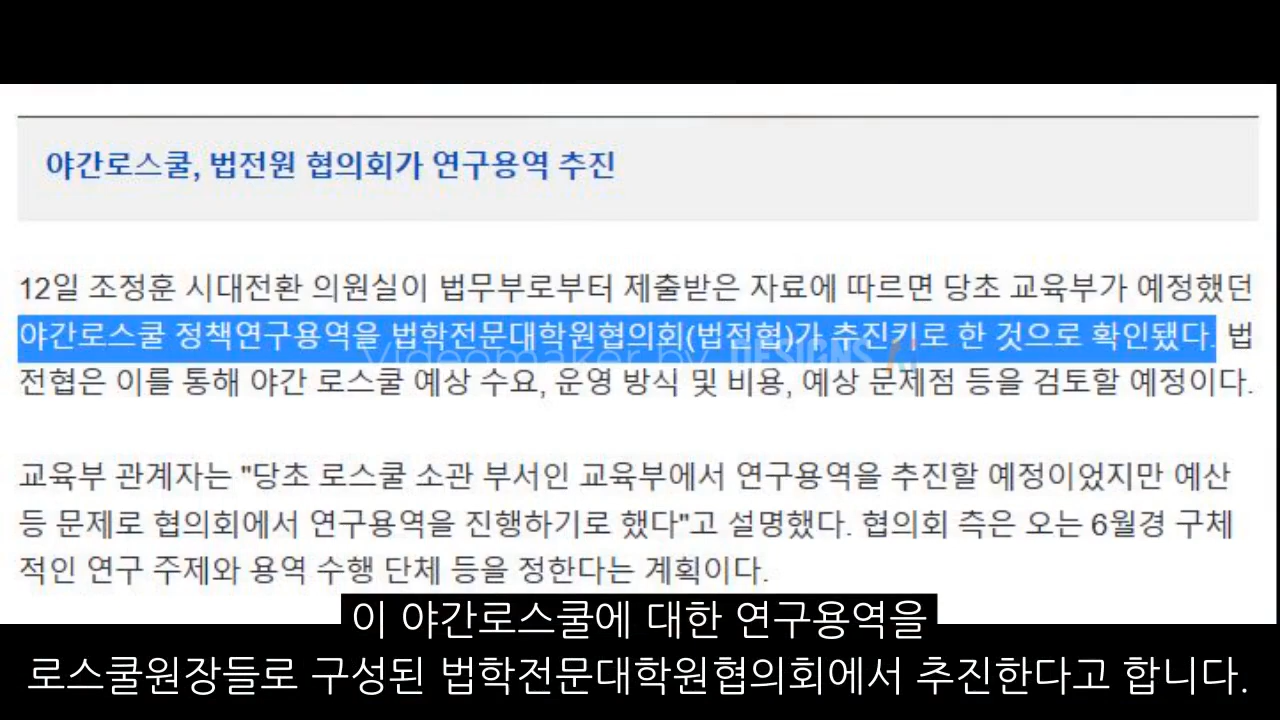 야간로스쿨, 법전원 협의회가 연구용역 추진
12일 조정훈 시대전환 의원실이 법무부로부터 제출받은 자료에 따르면 당초 교육부가 예정했던
야간로스쿨 정책연구용역을 법학전문대학원협의회(법전협)가 추진키로 한 것으로 확인됐다. 법
Videomaker by DESIGNS.AI
전협은 이를 통해 야간 로스쿨 예상 수요, 운영 방식 및 비용, 예상 문제점 등을 검토할 예정이다.
교육부 관계자는 "당초 로스쿨 소관 부서인 교육부에서 연구용역을 추진할 예정이었지만 예산
등 문제로 협의회에서 연구용역을 진행하기로 했다"고 설명했다. 협의회 측은 오는 6월경 구체
적인 연구 주제와 용역 수행 단체 등을 정한다는 계획이다.
이 야간로스쿨에 대한 연구용역을
로스쿨원장들로 구성된 법학전문대학원협의회에서 추진한다고 합니다.